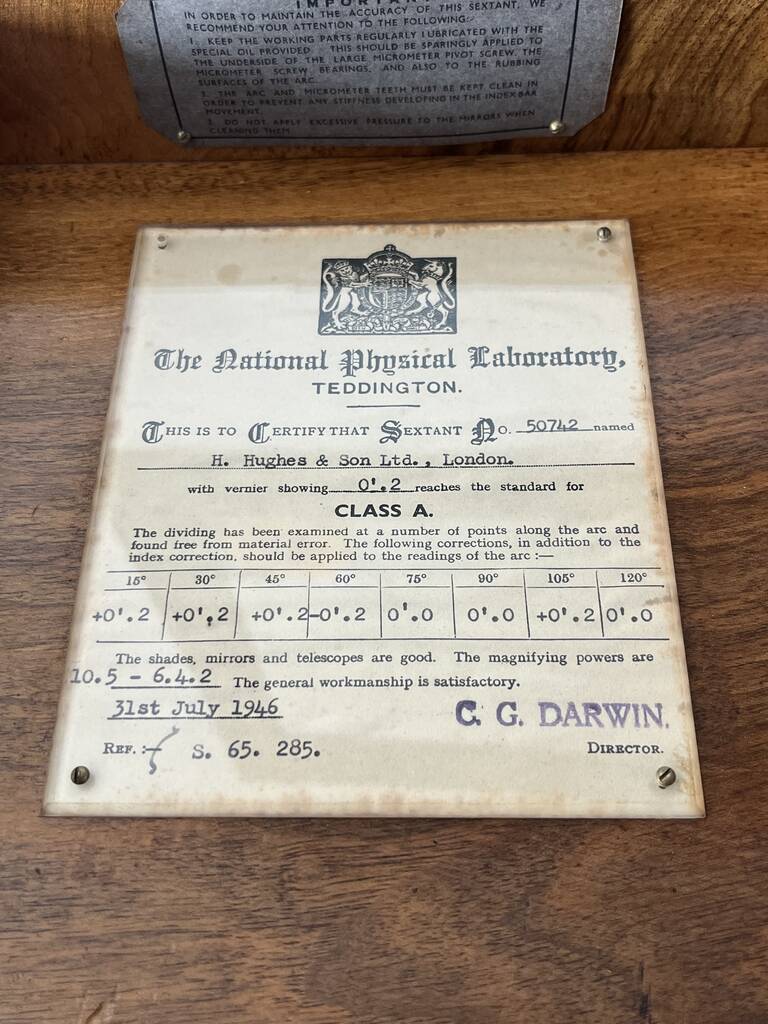 IMPORTANT
IN ORDER TO MAINTAIN THE ACCURACY OF THIS SEXTANT, WE
RECOMMEND YOUR ATTENTION TO THE FOLLOWING:-
1. KEEP THE WORKING PARTS REGULARLY LUBRICATED WITH THE
SPECIAL OIL PROVIDED. THIS SHOULD BE SPARINGLY APPLIED TO
THE UNDERSIDE OF THE LARGE MICROMETER PIVOT SCREW, THE
MICROMETER SCREW BEARINGS, AND ALSO TO THE RUBBING
SURFACES OF THE ARC.
2. THE ARC AND MICROMETER TEETH MUST BE KEPT CLEAN IN
ORDER TO PREVENT ANY STIFFNESS DEVELOPING IN THE INDEX BAR
MOVEMENT.
3. DO NOT APPLY EXCESSIVE PRESSURE TO THE MIRRORS WHEN
CLEANING THEM
The National Physical Laboratory,
TEDDINGTON.
THIS IS TO CERTIFY THAT SEXTANT NO. 50742 named
H. Hughes & Son Ltd., London.
with vernier showing 0'.2 reaches the standard for
CLASS A.
The dividing has been examined at a number of points along the arc and
found free from material error. The following corrections, in addition to the
index correction, should be applied to the readings of the arc :—
15° 30° 45° 60° 75° 90° 105° 120°
+0'.2 +0'.2 +0'.2 -0'.2 0'.0 0'.0 +0'.2 0'.0
The shades, mirrors and telescopes are good. The magnifying powers are
10.5 - 6.4.2 The general workmanship is satisfactory.
31st July 1946 C. G. DARWIN.
REF. :- S. 65. 285. DIRECTOR.